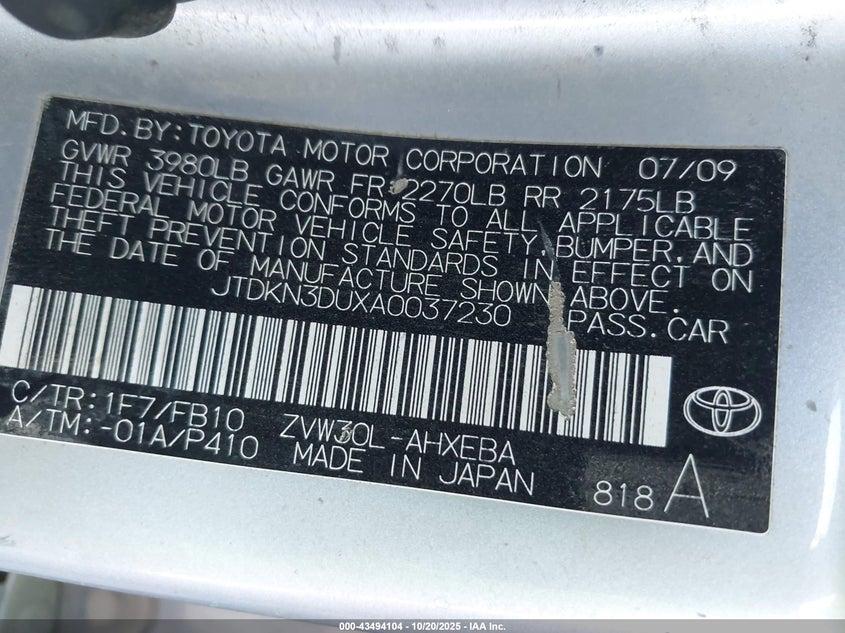 MFD. BY: TOYOTA MOTOR CORPORATION 07/09
GVWR 3980LB GAWR FR 2270LB RR 2175LB
THIS VEHICLE CONFORMS TO ALL APPLICABLE
FEDERAL MOTOR VEHICLE SAFETY, BUMPER, AND
THEFT PREVENTION STANDARDS IN EFFECT ON
THE DATE OF MANUFACTURE SHOWN ABOVE.
JTDKN3DUXA0037230 PASS. CAR
C/TR: 1F7/FB10 ZVW30L-AHXEBA
A/TM: -01A/P410 MADE IN JAPAN
818 A
000-43494104 | 10/20/2025 - IAA Inc.